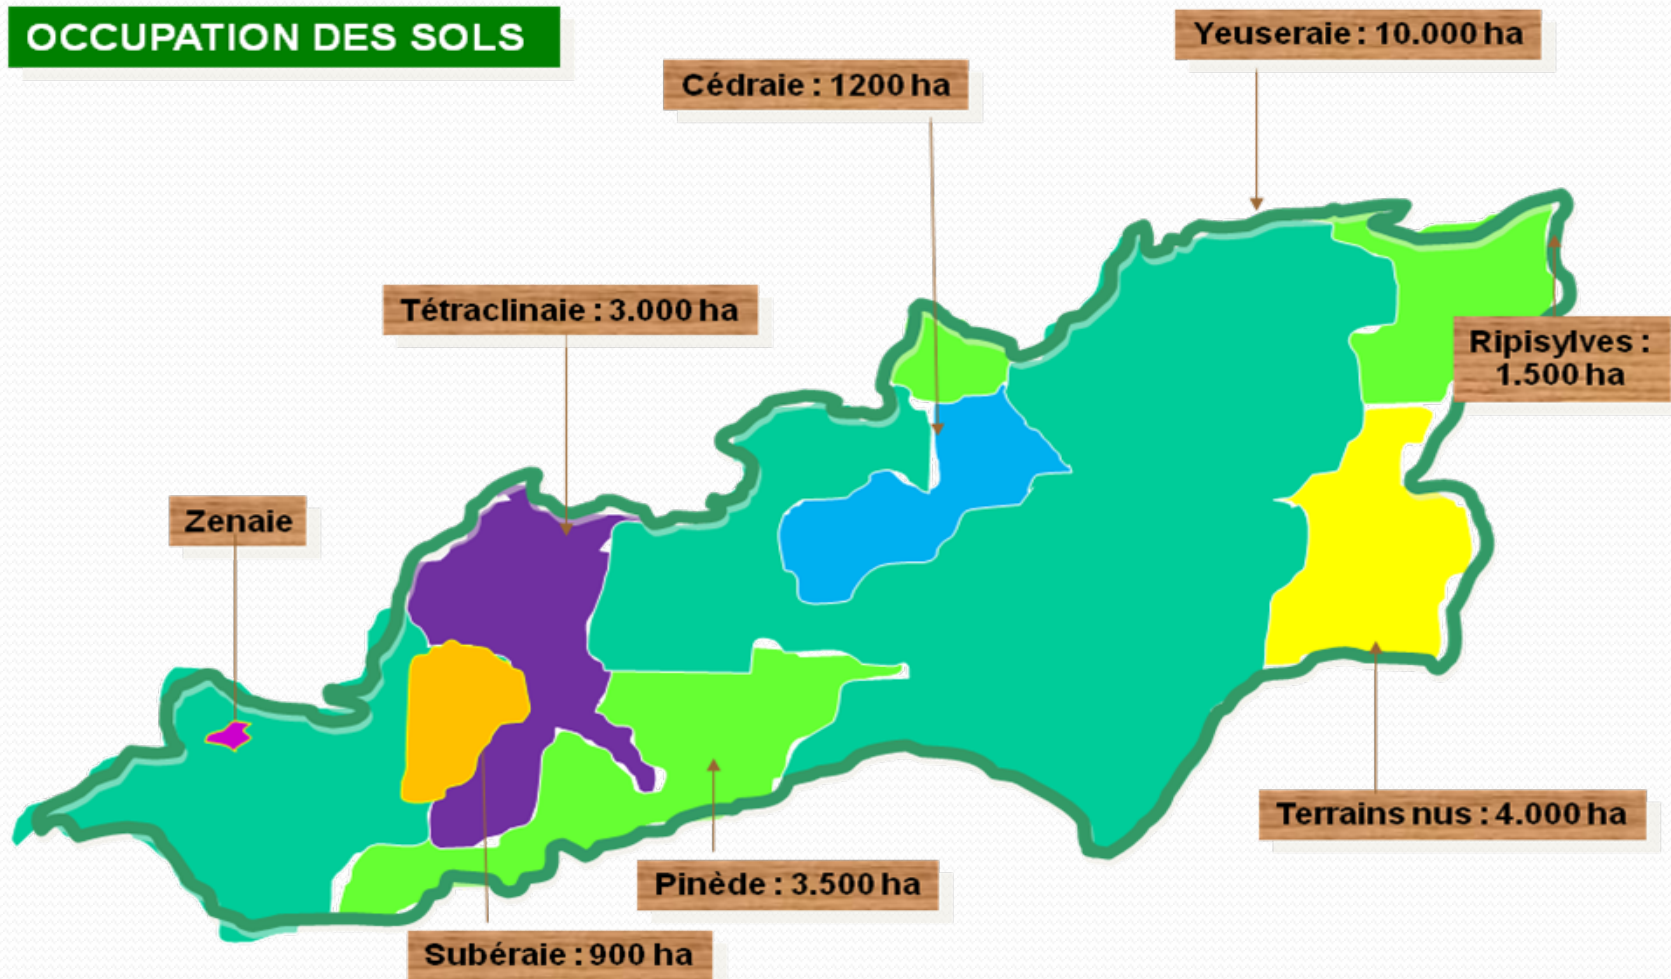 OCCUPATION DES SOLS
Yeuseraie : 10.000 ha
Cédraie : 1200 ha
Tétraclinaie : 3.000 ha
Ripisylves :
1.500 ha
Zenaie
Terrains nus : 4.000 ha
Pinède : 3.500 ha
Subéraie : 900 ha